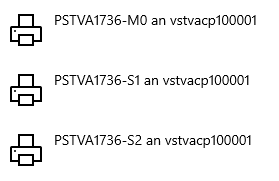 PSTVA1736-M0 an vstvacp100001
PSTVA1736-S1 an vstvacp100001
PSTVA1736-S2 an vstvacp100001